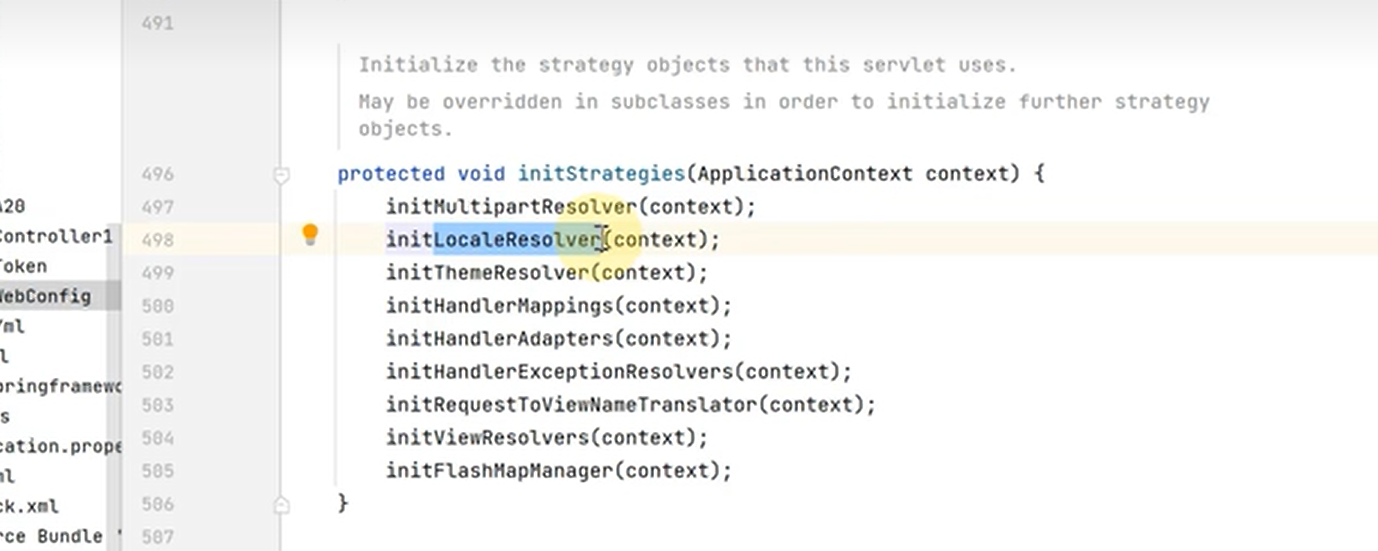 491
Initialize the strategy objects that this servlet uses.
May be overridden in subclasses in order to initialize further strategy
objects.
496 protected void initStrategies(ApplicationContext context) {
497 initMultipartResolver(context);
498 initLocaleResolver(context);
499 initThemeResolver(context);
500 initHandlerMappings(context);
501 initHandlerAdapters(context);
502 initHandlerExceptionResolvers(context);
503 initRequestToViewNameTranslator(context);
504 initViewResolvers(context);
505 initFlashMapManager(context);
506 }
507
A20
Controller1
Token
WebConfig
ml
l
pringframewo
s
cation.prope
ml
ck.xml
rce Bundle '